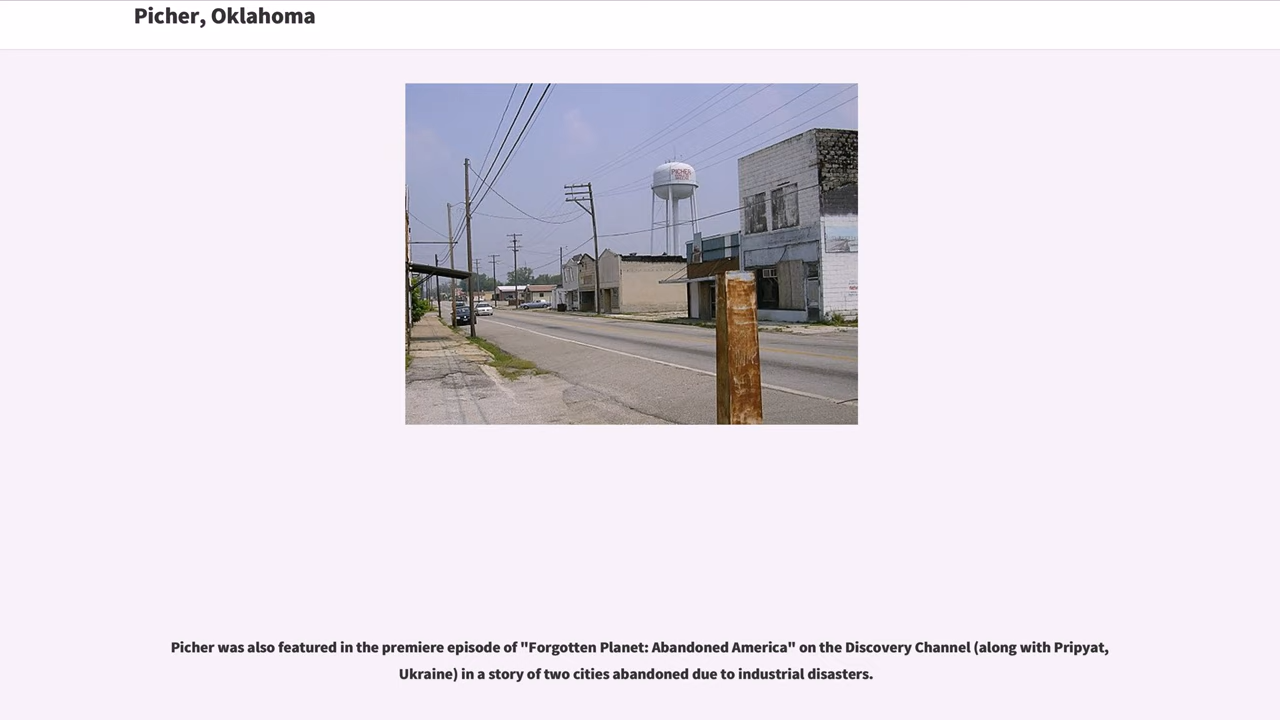 Picher, Oklahoma
PICHER
Picher was also featured in the premiere episode of "Forgotten Planet: Abandoned America" on the Discovery Channel (along with Pripyat,
Ukraine) in a story of two cities abandoned due to industrial disasters.